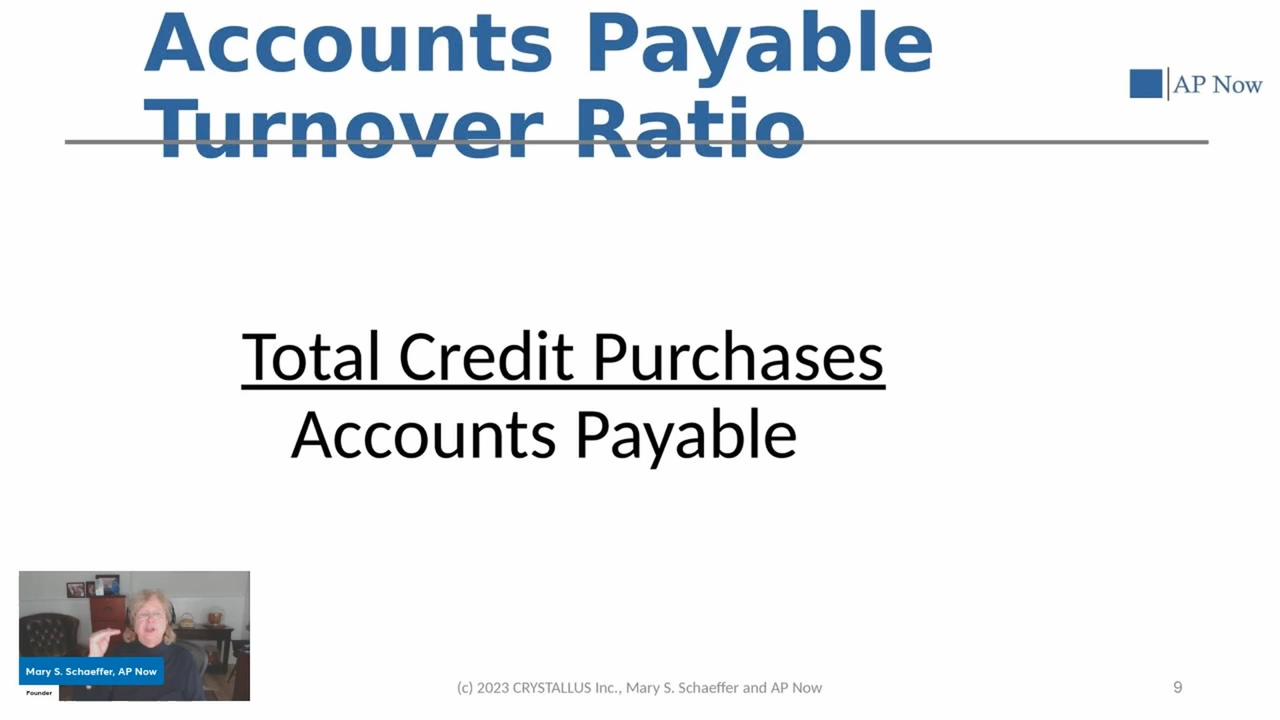 Accounts Payable
Turnover Ratio
AP Now
Total Credit Purchases
Accounts Payable
Mary S. Schaeffer, AP Now
Founder
(c) 2023 CRYSTALLUS Inc., Mary S. Schaeffer and AP Now
9